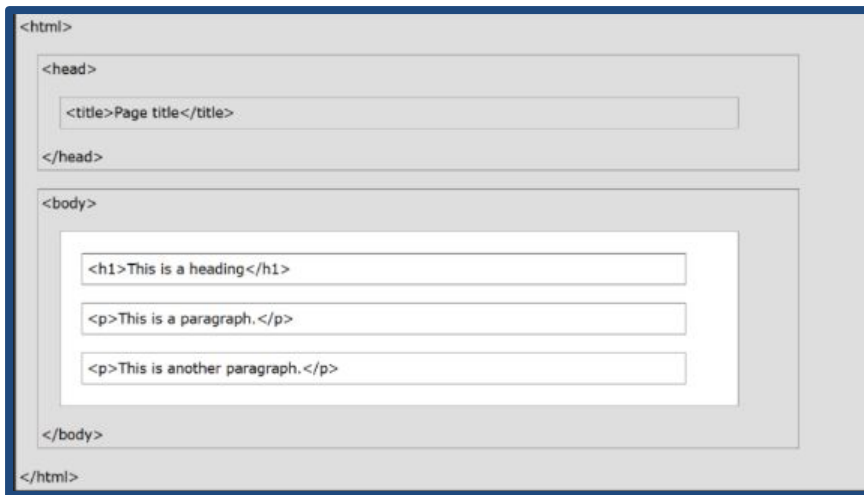 <html>
<head>
<title>Page title</title>
</head>
<body>
<h1>This is a heading</h1>
<p>This is a paragraph.</p>
<p>This is another paragraph.</p>
</body>
</html>